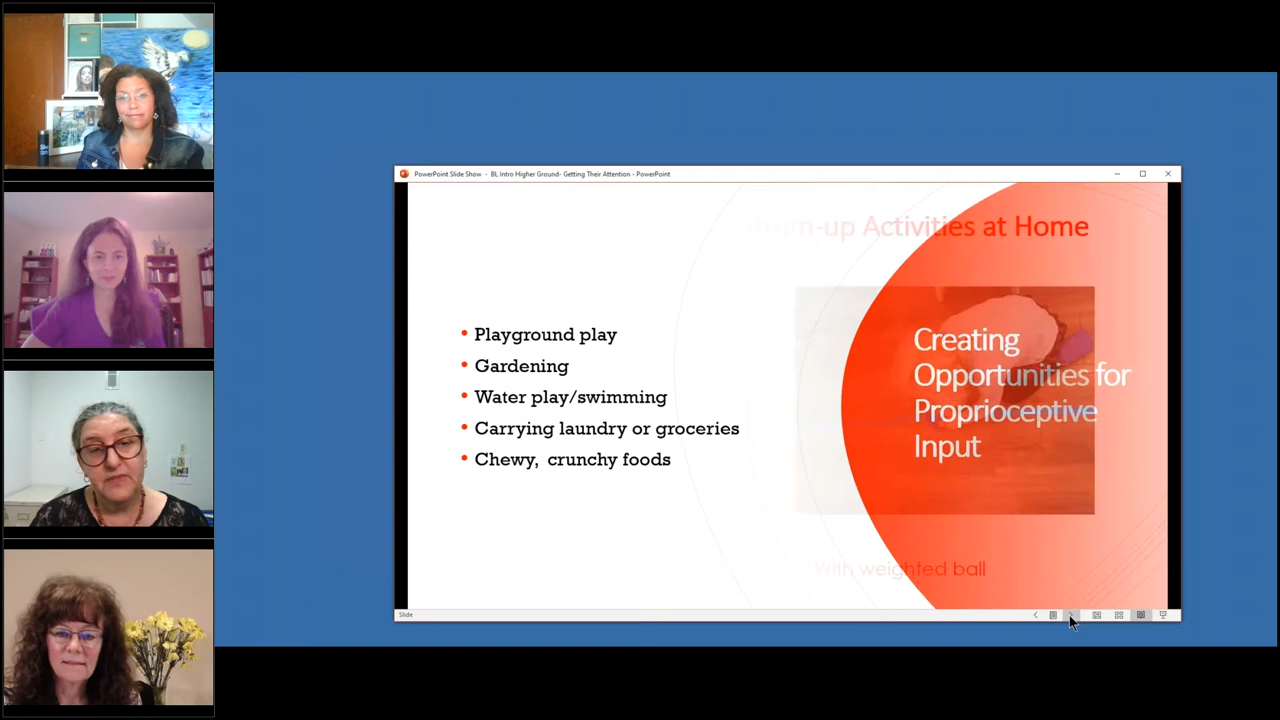 PowerPoint Slide Show - BL Intro Higher Ground- Getting Their Attention - PowerPoint
Activities at Home
• Playground play
• Gardening
• Water play/swimming
• Carrying laundry or groceries
• Chewy, crunchy foods
Creating
Opportunities for
Proprioceptive
Input
With weighted ball
Slide